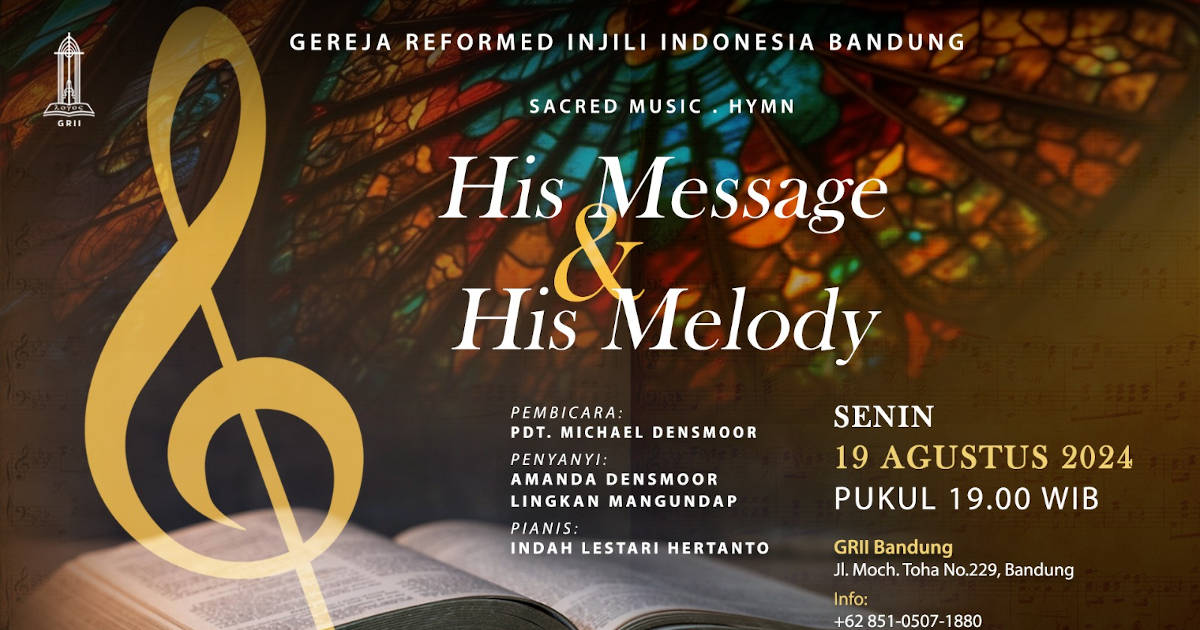 GEREJA REFORMED INJILI INDONESIA BANDUNG
λογος
GRII
SACRED MUSIC . HYMN
His Message
&
His Melody
PEMBICARA:
PDT. MICHAEL DENSMOOR
PENYANYI:
AMANDA DENSMOOR
LINGKAN MANGUNDAP
PIANIS:
INDAH LESTARI HERTANTO
SENIN
19 AGUSTUS 2024
PUKUL 19.00 WIB
GRII Bandung
Jl. Moch. Toha No.229, Bandung
Info:
+62 851-0507-1880